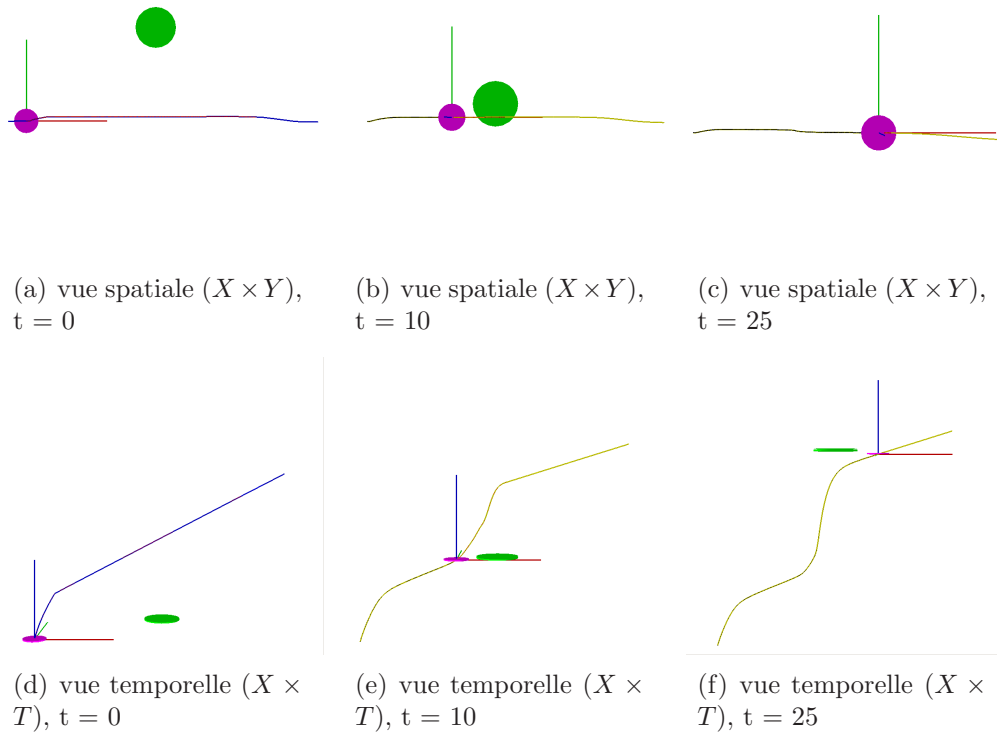 (a) vue spatiale (X × Y),
t = 0
(b) vue spatiale (X × Y),
t = 10
(c) vue spatiale (X × Y),
t = 25
(d) vue temporelle (X ×
T), t = 0
(e) vue temporelle (X ×
T), t = 10
(f) vue temporelle (X ×
T), t = 25